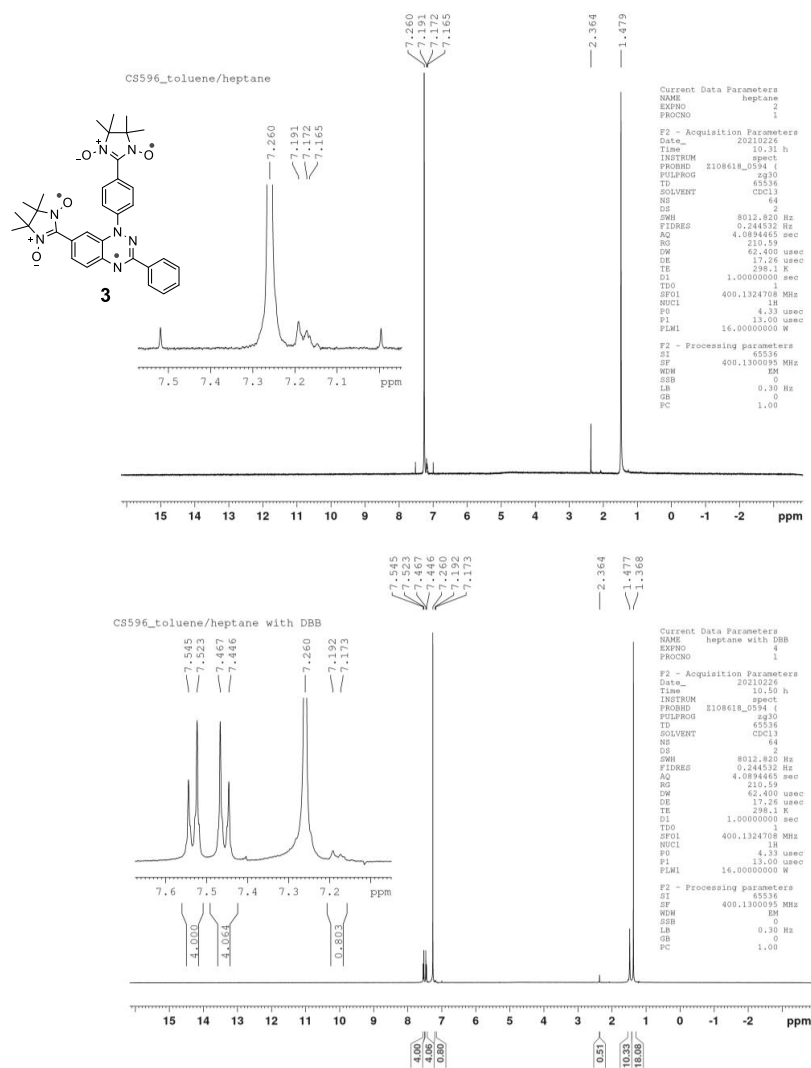 7.260
7.191
7.172
7.165
2.364
1.479
CS596_toluene/heptane
N
+
-O
N
O•
O
•
N
N
+
O
-
N
N
N
•
3
7.260
7.191
7.172
7.165
7.5 7.4 7.3 7.2 7.1 ppm
Current Data Parameters
NAME heptane
EXPNO 2
PROCNO 1
F2 - Acquisition Parameters
Date_ 20210226
Time 10.31 h
INSTRUM spect
PROBHD Z108618_0594 (
PULPROG zg30
TD 65536
SOLVENT CDCl3
NS 64
DS 2
SWH 8012.820 Hz
FIDRES 0.244532 Hz
AQ 4.0894465 sec
RG 210.59
DW 62.400 usec
DE 17.26 usec
TE 298.1 K
D1 1.00000000 sec
TD0 1
SFO1 400.1324708 MHz
NUC1 1H
P0 4.33 usec
P1 13.00 usec
PLW1 16.00000000 W
F2 - Processing parameters
SI 65536
SF 400.1300095 MHz
WDW EM
SSB 0
LB 0.30 Hz
GB 0
PC 1.00
15 14 13 12 11 10 9 8 7 6 5 4 3 2 1 0 -1 -2 ppm
7.545
7.523
7.467
7.446
7.260
7.192
7.173
2.364
1.477
1.368
CS596_toluene/heptane with DBB
7.545
7.523
7.467
7.446
7.260
7.192
7.173
7.6 7.5 7.4 7.3 7.2 ppm
4.000
4.064
0.803
Current Data Parameters
NAME heptane with DBB
EXPNO 4
PROCNO 1
F2 - Acquisition Parameters
Date_ 20210226
Time 10.50 h
INSTRUM spect
PROBHD Z108618_0594 (
PULPROG zg30
TD 65536
SOLVENT CDCl3
NS 64
DS 2
SWH 8012.820 Hz
FIDRES 0.244532 Hz
AQ 4.0894465 sec
RG 210.59
DW 62.400 usec
DE 17.26 usec
TE 298.1 K
D1 1.00000000 sec
TD0 1
SFO1 400.1324708 MHz
NUC1 1H
P0 4.33 usec
P1 13.00 usec
PLW1 16.00000000 W
F2 - Processing parameters
SI 65536
SF 400.1300095 MHz
WDW EM
SSB 0
LB 0.30 Hz
GB 0
PC 1.00
15 14 13 12 11 10 9 8 7 6 5 4 3 2 1 0 -1 -2 ppm
4.00
4.06
0.80
0.51
10.33
18.08